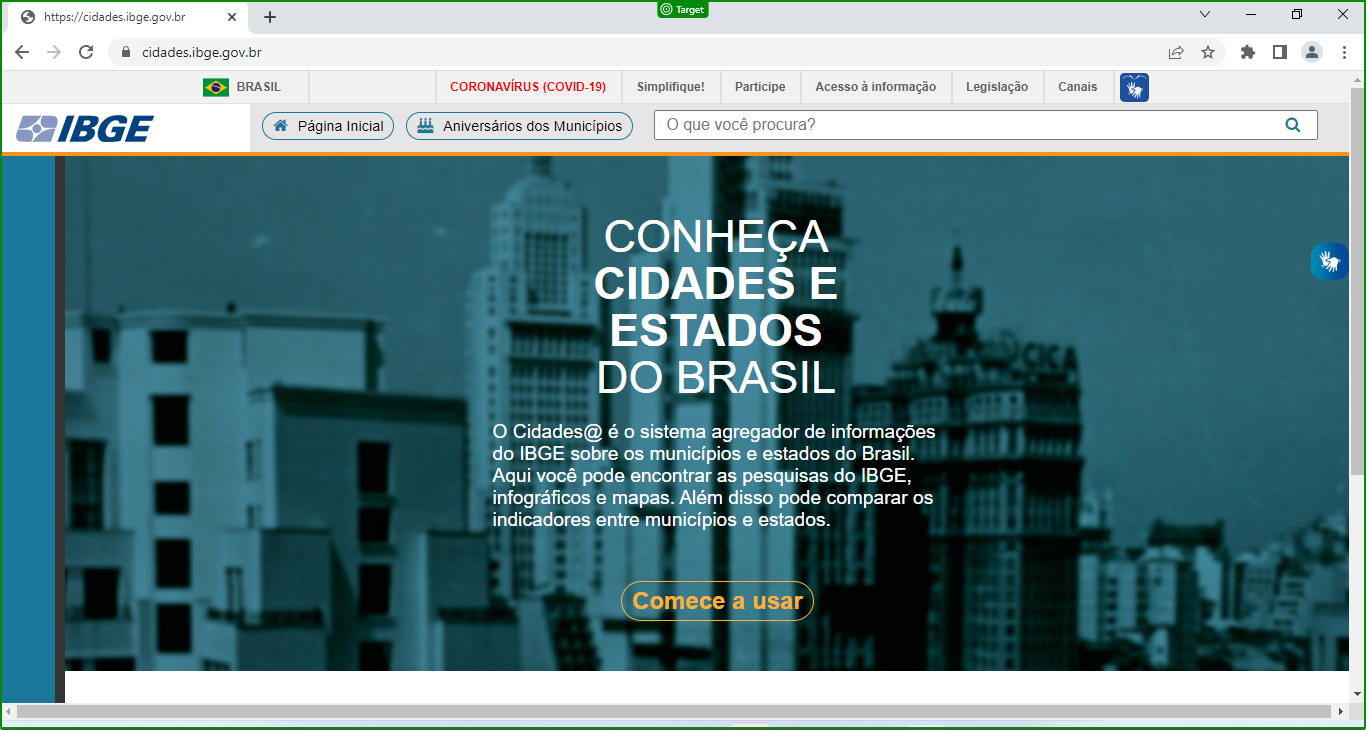 Target
https://cidades.ibge.gov.br
cidades.ibge.gov.br
BRASIL
CORONAVÍRUS (COVID-19)
Simplifique!
Participe
Acesso à informação
Legislação
Canais
IBGE
Página Inicial
Aniversários dos Municípios
O que você procura?
CONHEÇA
CIDADES E
ESTADOS
DO BRASIL
CICA
O Cidades@ é o sistema agregador de informações
do IBGE sobre os municípios e estados do Brasil.
Aqui você pode encontrar as pesquisas do IBGE,
infográficos e mapas. Além disso pode comparar os
indicadores entre municípios e estados.
Comece a usar